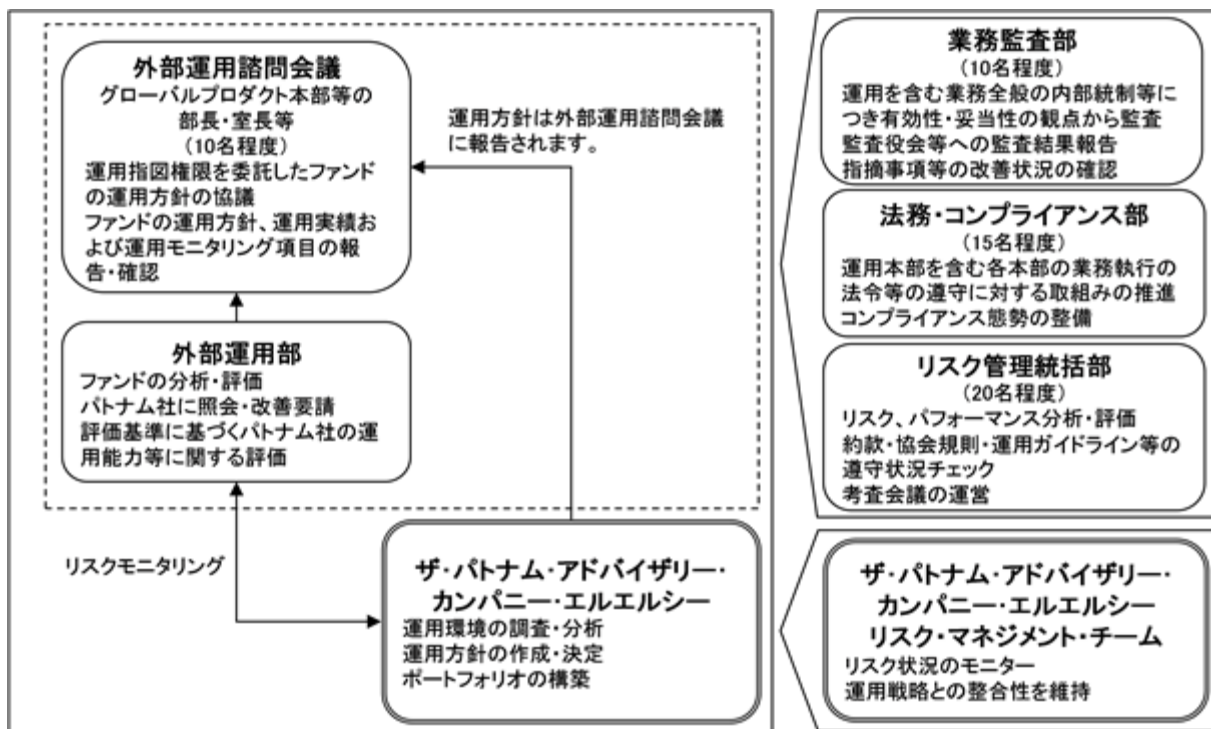 外部運用諮問会議
グローバルプロダクト本部等の
部長・室長等
(10名程度)
運用指図権限を委託したファンド
の運用方針の協議
ファンドの運用方針、運用実績お
よび運用モニタリング項目の報
告・確認
運用方針は外部運用諮問会議
に報告されます。
外部運用部
ファンドの分析・評価
パトナム社に照会・改善要請
評価基準に基づくパトナム社の運
用能力等に関する評価
リスクモニタリング
ザ・パトナム・アドバイザリー・
カンパニー・エルエルシー
運用環境の調査・分析
運用方針の作成・決定
ポートフォリオの構築
業務監査部
(10名程度)
運用を含む業務全般の内部統制等に
つき有効性・妥当性の観点から監査
監査役会等への監査結果報告
指摘事項等の改善状況の確認
法務・コンプライアンス部
(15名程度)
運用本部を含む各本部の業務執行の
法令等の遵守に対する取組みの推進
コンプライアンス態勢の整備
リスク管理統括部
(20名程度)
リスク、パフォーマンス分析・評価
約款・協会規則・運用ガイドライン等の
遵守状況チェック
考査会議の運営
ザ・パトナム・アドバイザリー・
カンパニー・エルエルシー
リスク・マネジメント・チーム
リスク状況のモニター
運用戦略との整合性を維持